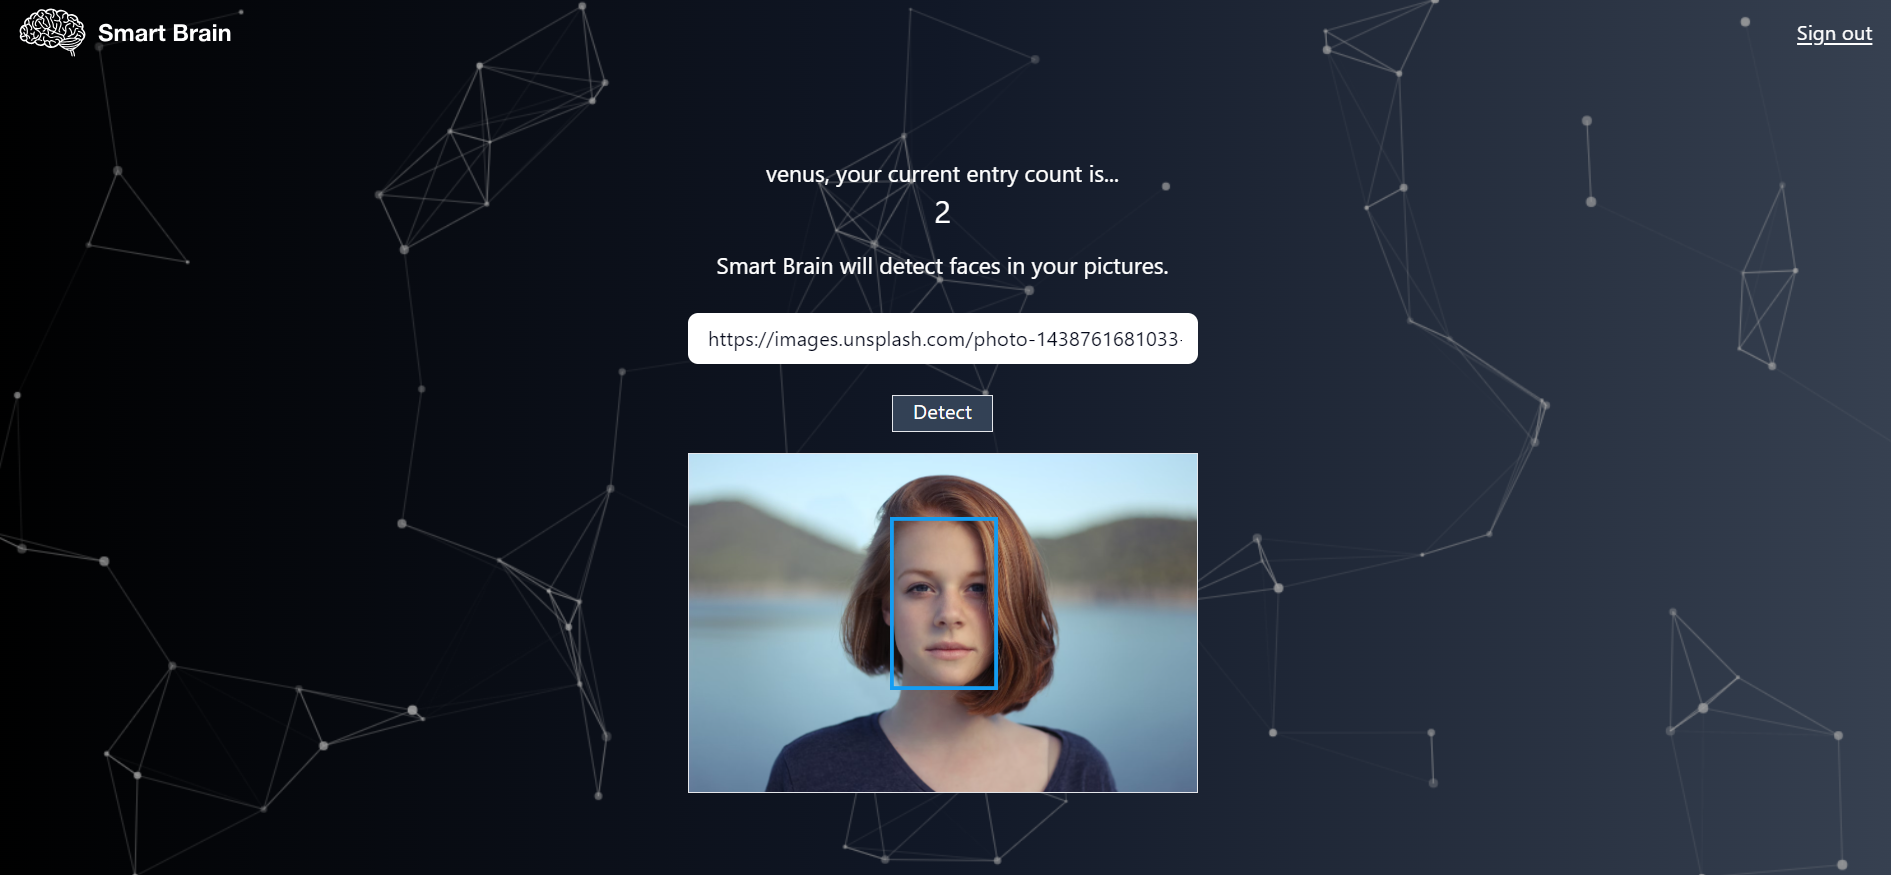 Smart Brain
Sign out
venus, your current entry count is...
2
Smart Brain will detect faces in your pictures.
https://images.unsplash.com/photo-1438761681033-
Detect